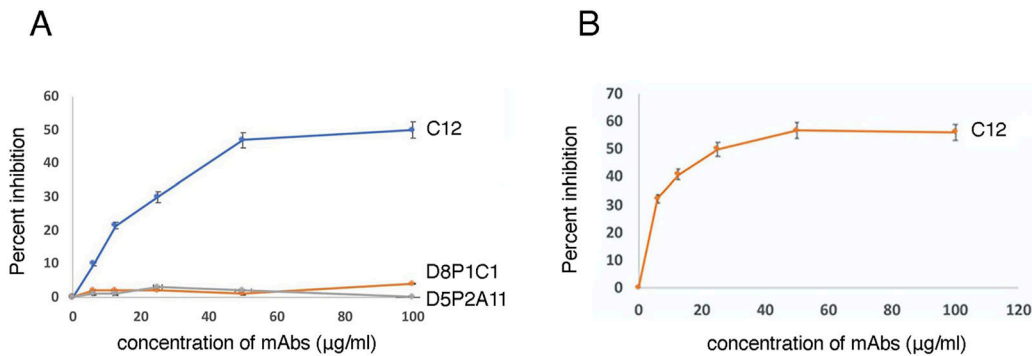 A
60
50
40
30
20
10
0
Percent inhibition
0 20 40 60 80 100
concentration of mAbs (µg/ml)
C12
D8P1C1
D5P2A11
B
70
60
50
40
30
20
10
0
Percent inhibition
0 20 40 60 80 100 120
concentration of mAbs (µg/ml)
C12